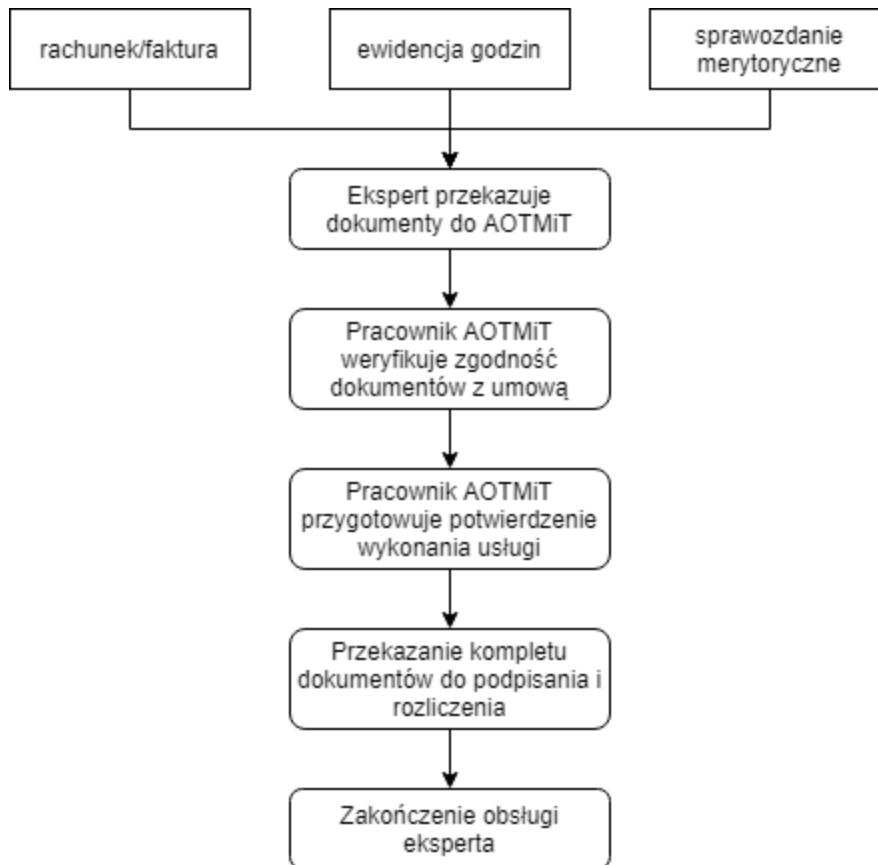 rachunek/faktura
ewidencja godzin
sprawozdanie
merytoryczne
Ekspert przekazuje
dokumenty do AOTMiT
Pracownik AOTMiT
weryfikuje zgodność
dokumentów z umową
Pracownik AOTMiT
przygotowuje potwierdzenie
wykonania usługi
Przekazanie kompletu
dokumentów do podpisania i
rozliczenia
Zakończenie obsługi
eksperta